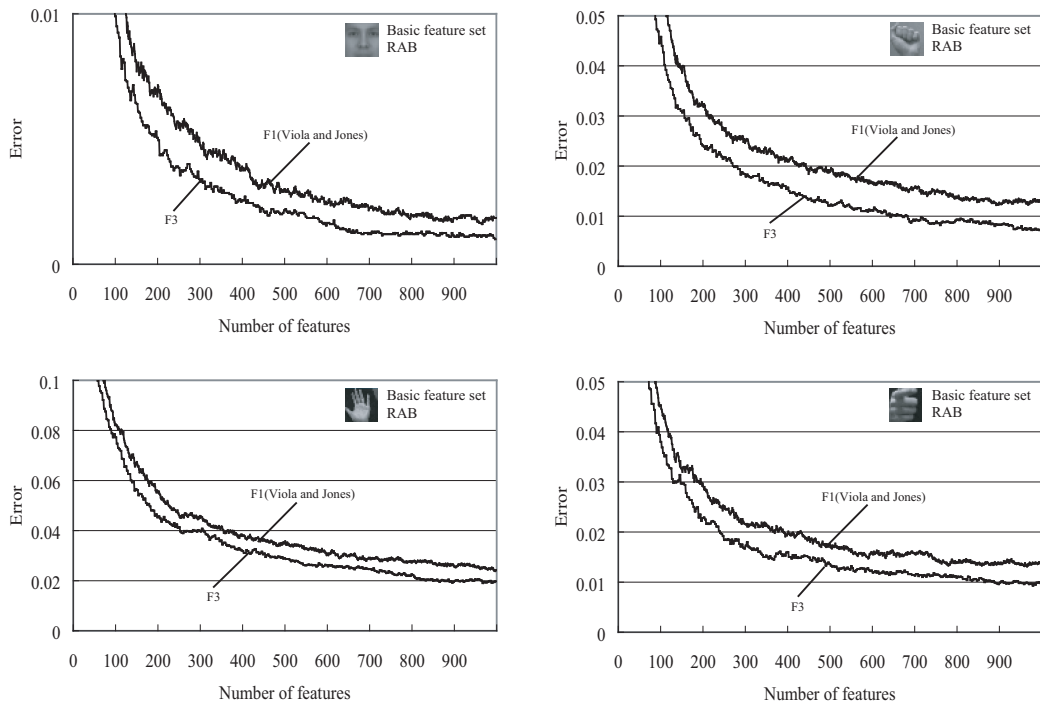 0.01
Basic feature set
RAB
Error
F1(Viola and Jones)
F3
0
0 100 200 300 400 500 600 700 800 900
Number of features
0.05
Basic feature set
RAB
0.04
0.03
Error
F1(Viola and Jones)
0.02
0.01
F3
0
0 100 200 300 400 500 600 700 800 900
Number of features
0.1
Basic feature set
RAB
0.08
0.06
Error
F1(Viola and Jones)
0.04
0.02
F3
0
0 100 200 300 400 500 600 700 800 900
Number of features
0.05
Basic feature set
RAB
0.04
0.03
Error
F1(Viola and Jones)
0.02
0.01
F3
0
0 100 200 300 400 500 600 700 800 900
Number of features